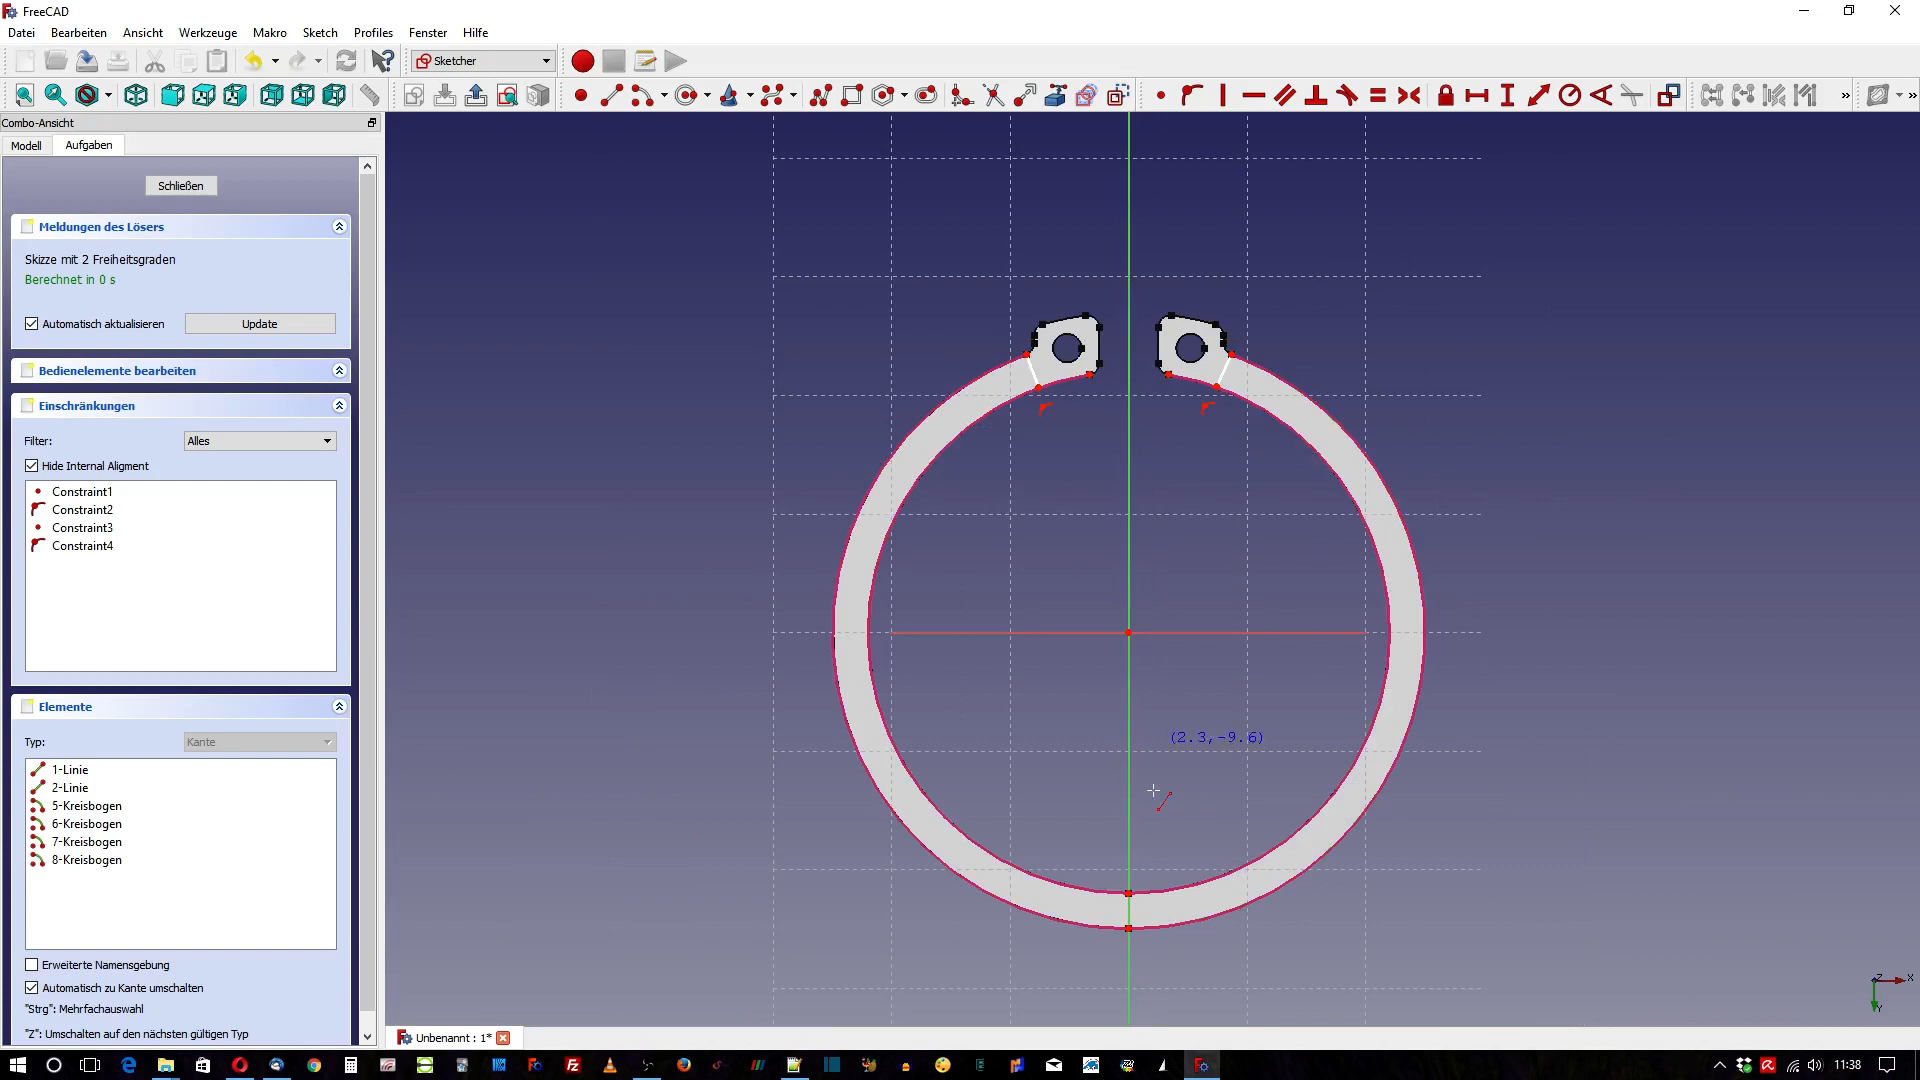 FreeCAD
Datei Bearbeiten Ansicht Werkzeuge Makro Sketch Profiles Fenster Hilfe
Sketcher
Combo-Ansicht
Modell Aufgaben
Schließen
Meldungen des Lösers
Skizze mit 2 Freiheitsgraden
Berechnet in 0 s
Automatisch aktualisieren Update
Bedienelemente bearbeiten
Einschränkungen
Filter: Alles
Hide Internal Aligment
Constraint1
Constraint2
Constraint3
Constraint4
Elemente
Typ: Kante
1-Linie
2-Linie
5-Kreisbogen
6-Kreisbogen
7-Kreisbogen
8-Kreisbogen
Erweiterte Namensgebung
Automatisch zu Kante umschalten
"Strg": Mehrfachauswahl
"Z": Umschalten auf den nächsten gültigen Typ
(2.3,-9.6)
Z X
Y
Unbenannt : 1*
11:38